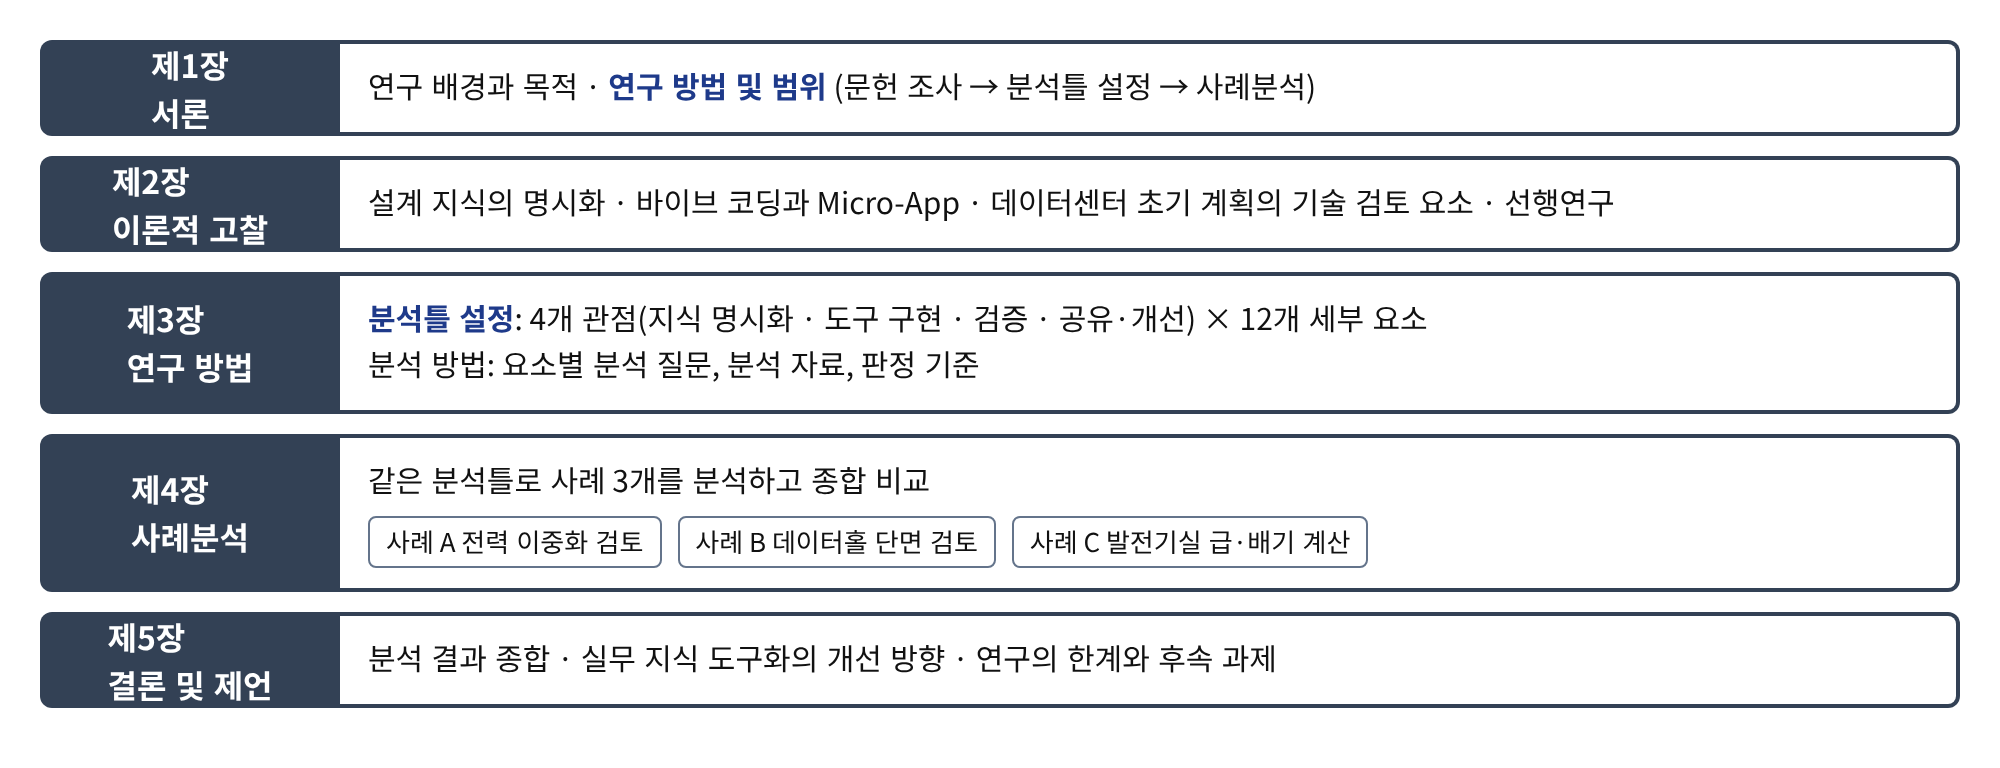 제1장
서론
연구 배경과 목적 · 연구 방법 및 범위 (문헌 조사 → 분석틀 설정 → 사례분석)
제2장
이론적 고찰
설계 지식의 명시화 · 바이브 코딩과 Micro-App · 데이터센터 초기 계획의 기술 검토 요소 · 선행연구
제3장
연구 방법
분석틀 설정: 4개 관점(지식 명시화 · 도구 구현 · 검증 · 공유·개선) × 12개 세부 요소
분석 방법: 요소별 분석 질문, 분석 자료, 판정 기준
제4장
사례분석
같은 분석틀로 사례 3개를 분석하고 종합 비교
사례 A 전력 이중화 검토
사례 B 데이터홀 단면 검토
사례 C 발전기실 급·배기 계산
제5장
결론 및 제언
분석 결과 종합 · 실무 지식 도구화의 개선 방향 · 연구의 한계와 후속 과제